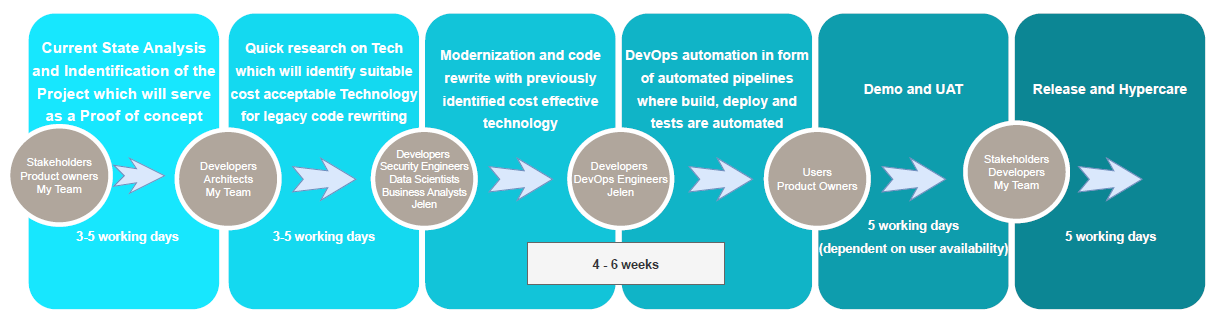 Current State Analysis
and Indentification of the
Project which will serve
as a Proof of concept
Stakeholders
Product owners
My Team
3-5 working days
Quick research on Tech
which will identify suitable
cost acceptable Technology
for legacy code rewriting
Developers
Architects
My Team
3-5 working days
Modernization and code
rewrite with previously
identified cost effective
technology
Developers
Security Engineers
Data Scientists
Business Analysts
Jelen
DevOps automation in form
of automated pipelines
where build, deploy and
tests are automated
Developers
DevOps Engineers
Jelen
4 - 6 weeks
Demo and UAT
Users
Product Owners
5 working days
(dependent on user availability)
Release and Hypercare
Stakeholders
Developers
My Team
5 working days